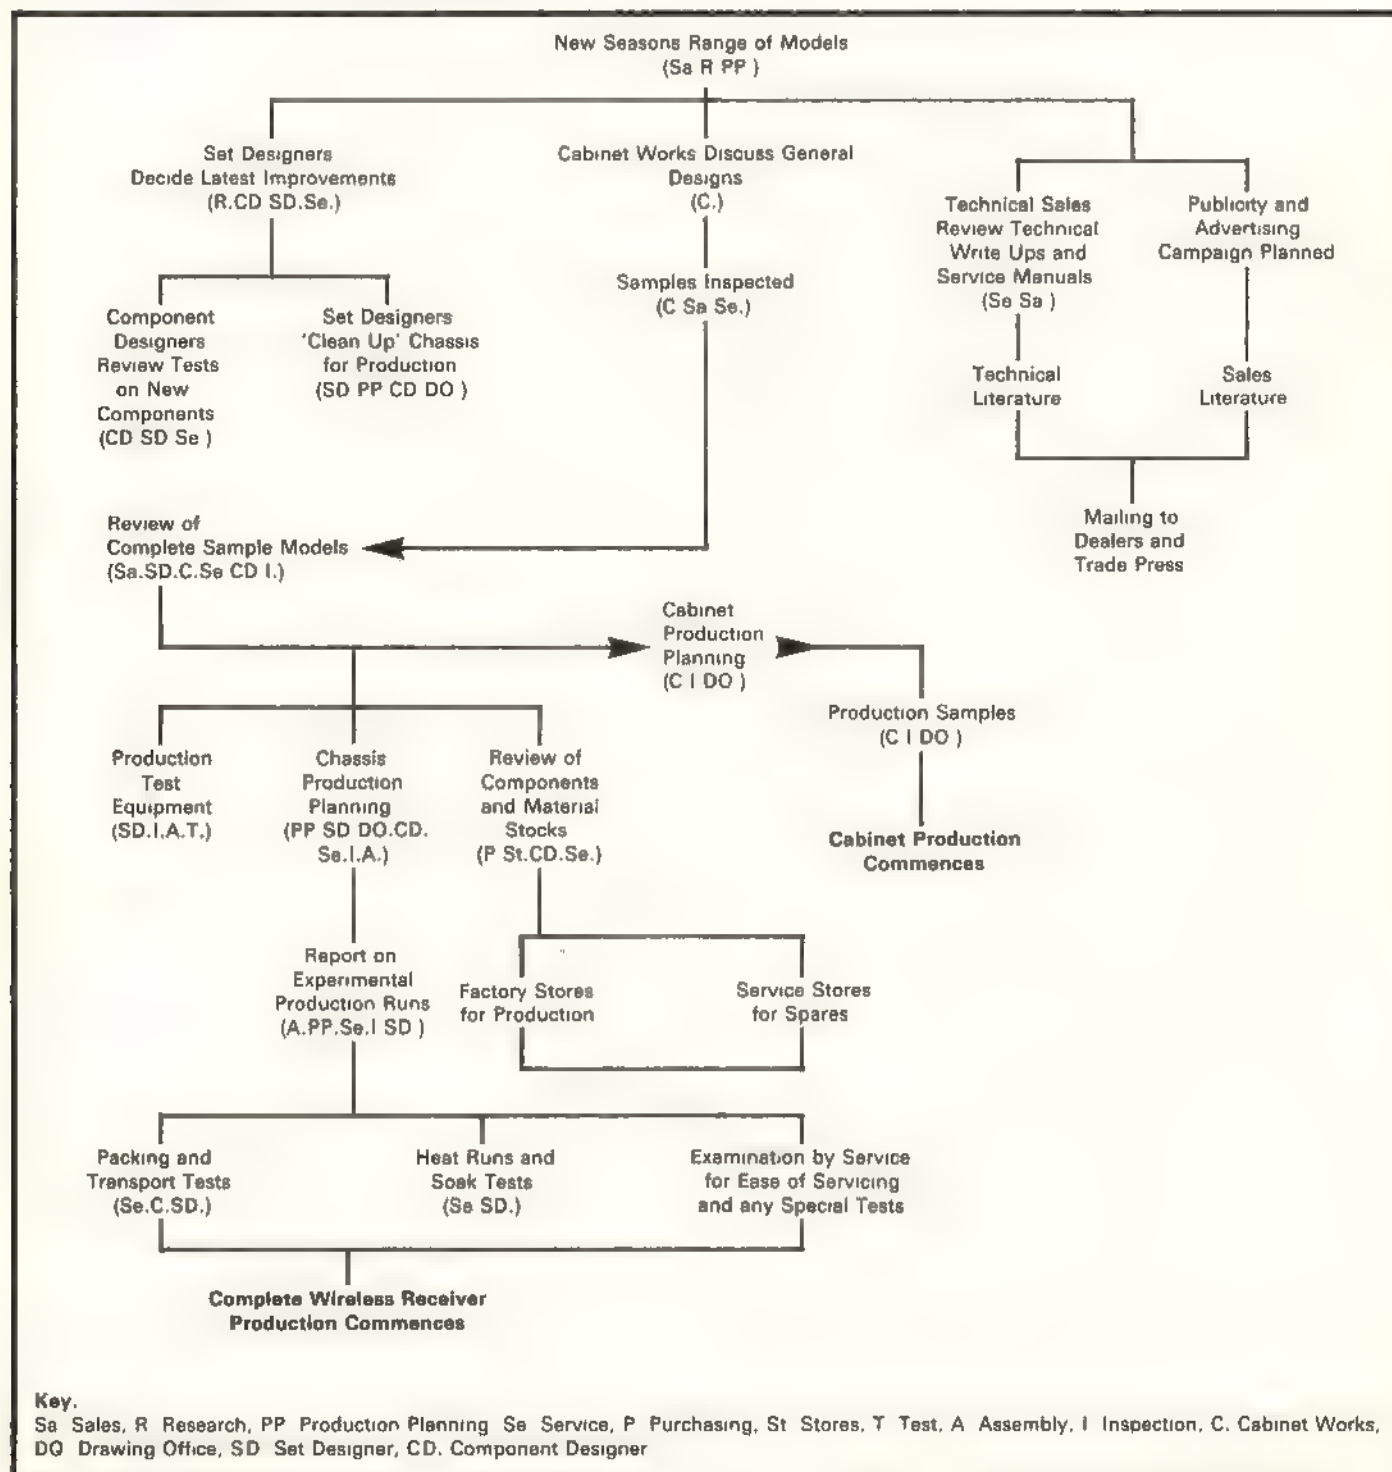 New Seasons Range of Models
(Sa R PP )
Set Designers
Decide Latest Improvements
(R.CD SD.Se.)
Cabinet Works Discuss General
Designs
(C.)
Technical Sales
Review Technical
Write Ups and
Service Manuals
(Se Sa )
Publicity and
Advertising
Campaign Planned
Samples Inspected
(C Sa Se.)
Component
Designers
Review Tests
on New
Components
(CD SD Se )
Set Designers
'Clean Up' Chassis
for Production
(SD PP CD DO )
Technical
Literature
Sales
Literature
Mailing to
Dealers and
Trade Press
Review of
Complete Sample Models
(Sa.SD.C.Se CD I.)
Cabinet
Production
Planning
(C I DO )
Production Samples
(C I DO )
Cabinet Production
Commences
Production
Test
Equipment
(SD.I.A.T.)
Chassis
Production
Planning
(PP SD DO.CD.
Se.I.A.)
Review of
Components
and Material
Stocks
(P St.CD.Se.)
Report on
Experimental
Production Runs
(A.PP.Se.I SD )
Factory Stores
for Production
Service Stores
for Spares
Packing and
Transport Tests
(Se.C.SD.)
Heat Runs and
Soak Tests
(Se SD.)
Examination by Service
for Ease of Servicing
and any Special Tests
Complete Wireless Receiver
Production Commences
Key.
Sa Sales, R Research, PP Production Planning Se Service, P Purchasing, St Stores, T Test, A Assembly, I Inspection, C. Cabinet Works,
DO Drawing Office, SD Set Designer, CD. Component Designer